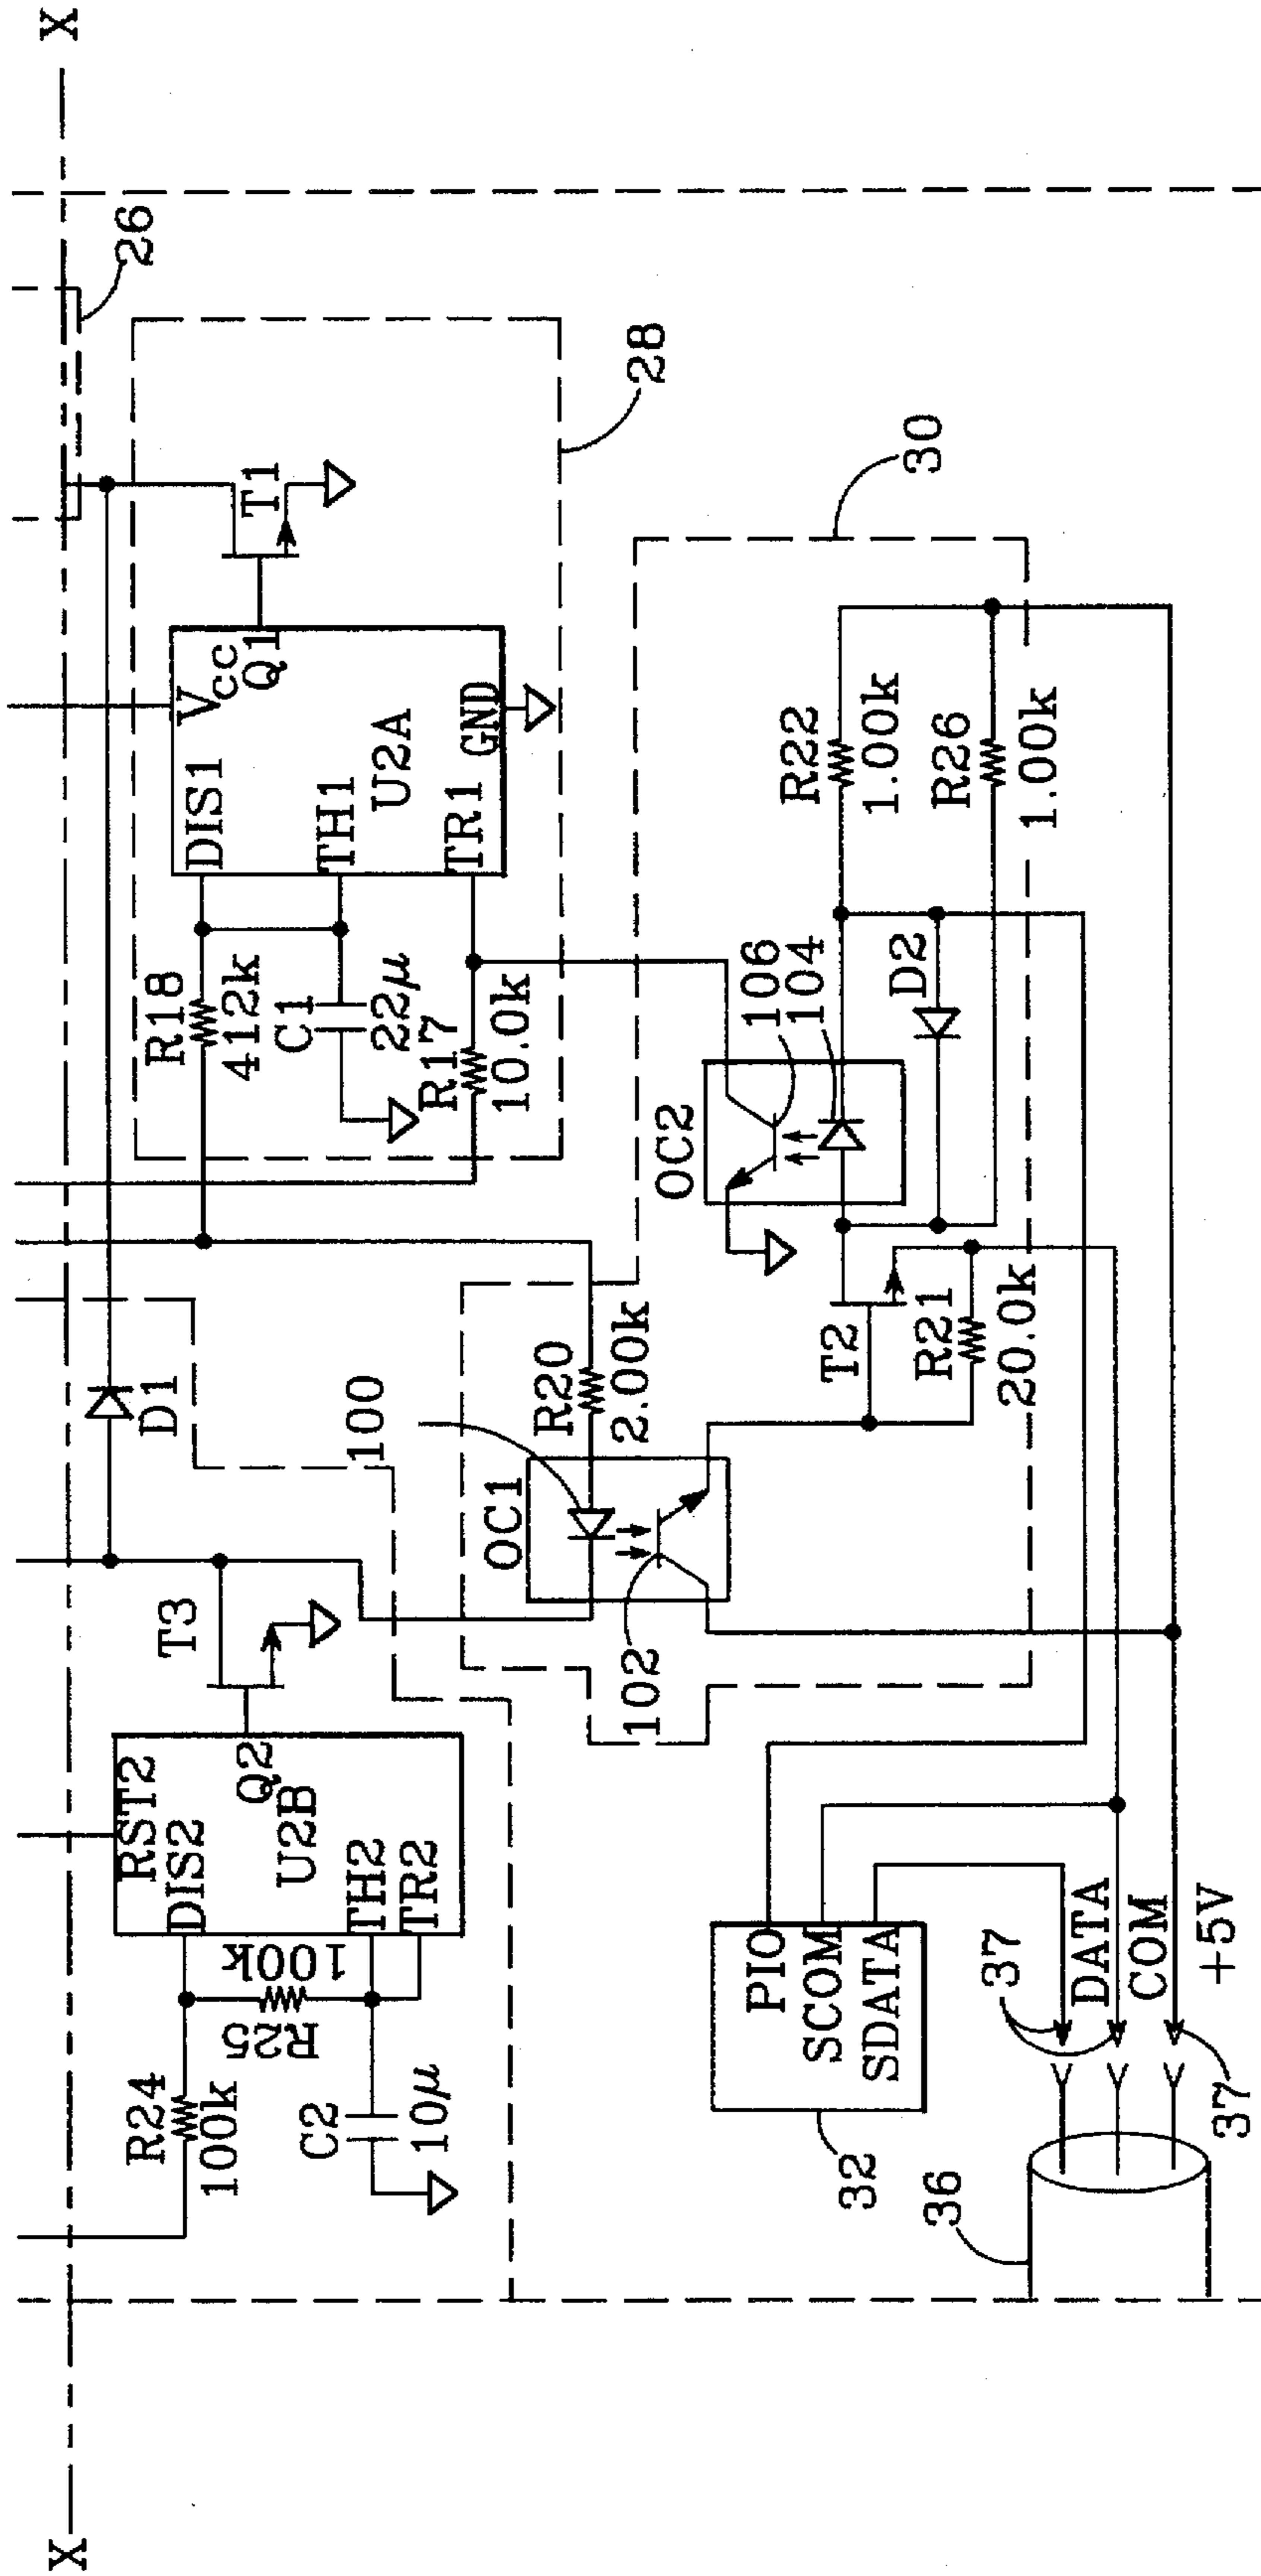 X
X
26
RST2
DIS2
Q2
U2B
TH2
TR2
R24
100k
R25
100k
C2
10μ
T3
D1
100
R18
412k
C1
22μ
R17
10.0k
DIS1
Vcc
Q1
TH1
U2A
TR1
GND
T1
28
OC1
R20
2.00k
102
OC2
106
104
30
T2
R21
20.0k
D2
R22
1.00k
R26
1.00k
PIO
SCOM
SDATA
32
36
37
DATA
COM
+5V
37